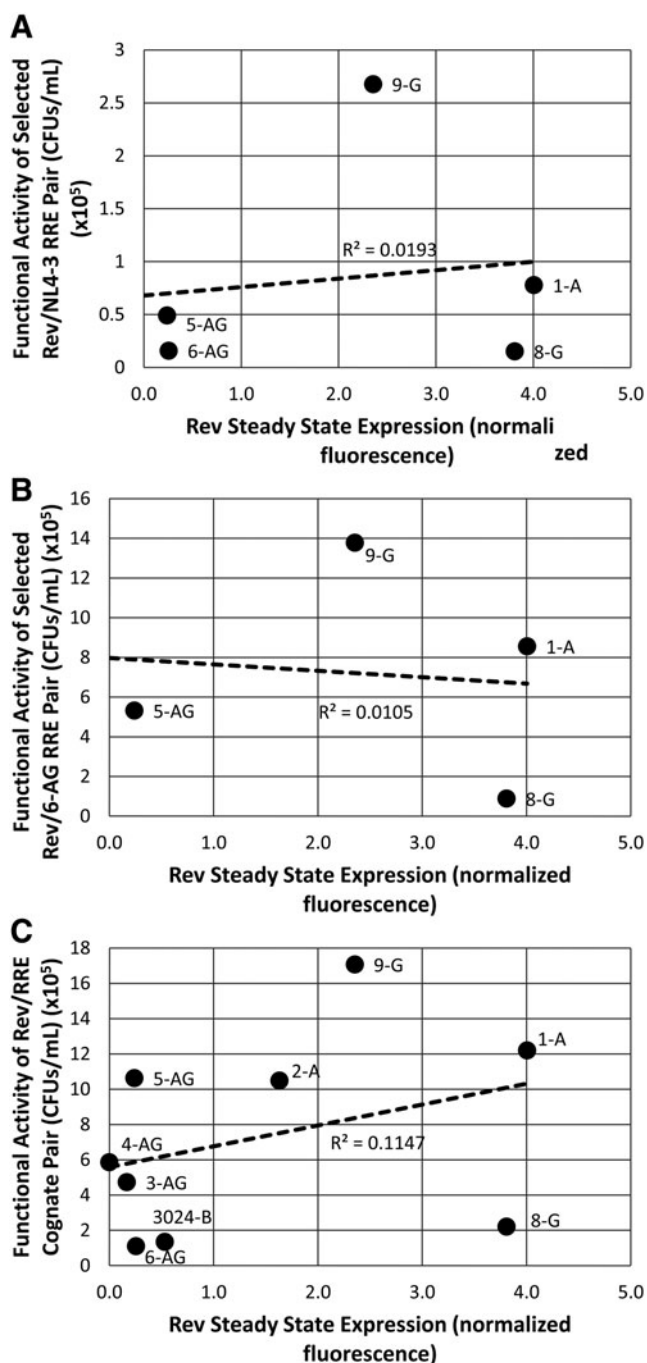 A
Functional Activity of Selected
Rev/NL4-3 RRE Pair (CFUs/mL)
(x10⁵)
3
2.5
2
1.5
1
0.5
0
9-G
R² = 0.0193
1-A
5-AG
6-AG
8-G
0.0 1.0 2.0 3.0 4.0 5.0
Rev Steady State Expression (normali
fluorescence) zed
B
Functional Activity of Selected
Rev/6-AG RRE Pair (CFUs/mL) (x10⁵)
16
14
12
10
8
6
4
2
0
9-G
1-A
5-AG
R² = 0.0105
8-G
0.0 1.0 2.0 3.0 4.0 5.0
Rev Steady State Expression (normalized
fluorescence)
C
Functional Activity of Rev/RRE
Cognate Pair (CFUs/mL) (x10⁵)
18
16
14
12
10
8
6
4
2
0
9-G
1-A
5-AG
2-A
R² = 0.1147
4-AG
3-AG
3024-B
8-G
6-AG
0.0 1.0 2.0 3.0 4.0 5.0
Rev Steady State Expression (normalized
fluorescence)